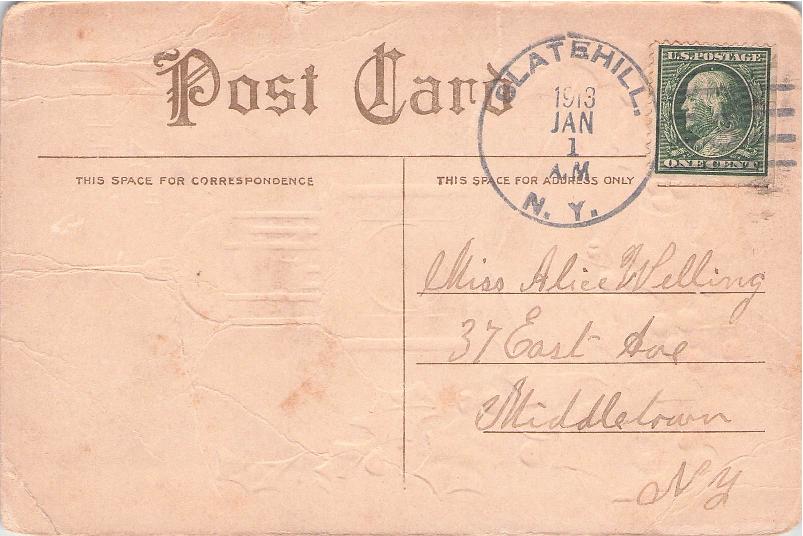 Post Card
SLATEHILL.
1913
JAN
1
A.M
N. Y.
U.S. POSTAGE
ONE CENT
THIS SPACE FOR CORRESPONDENCE
THIS SPACE FOR ADDRESS ONLY
Miss Alice Welling
37 East Ave
Middletown
N Y